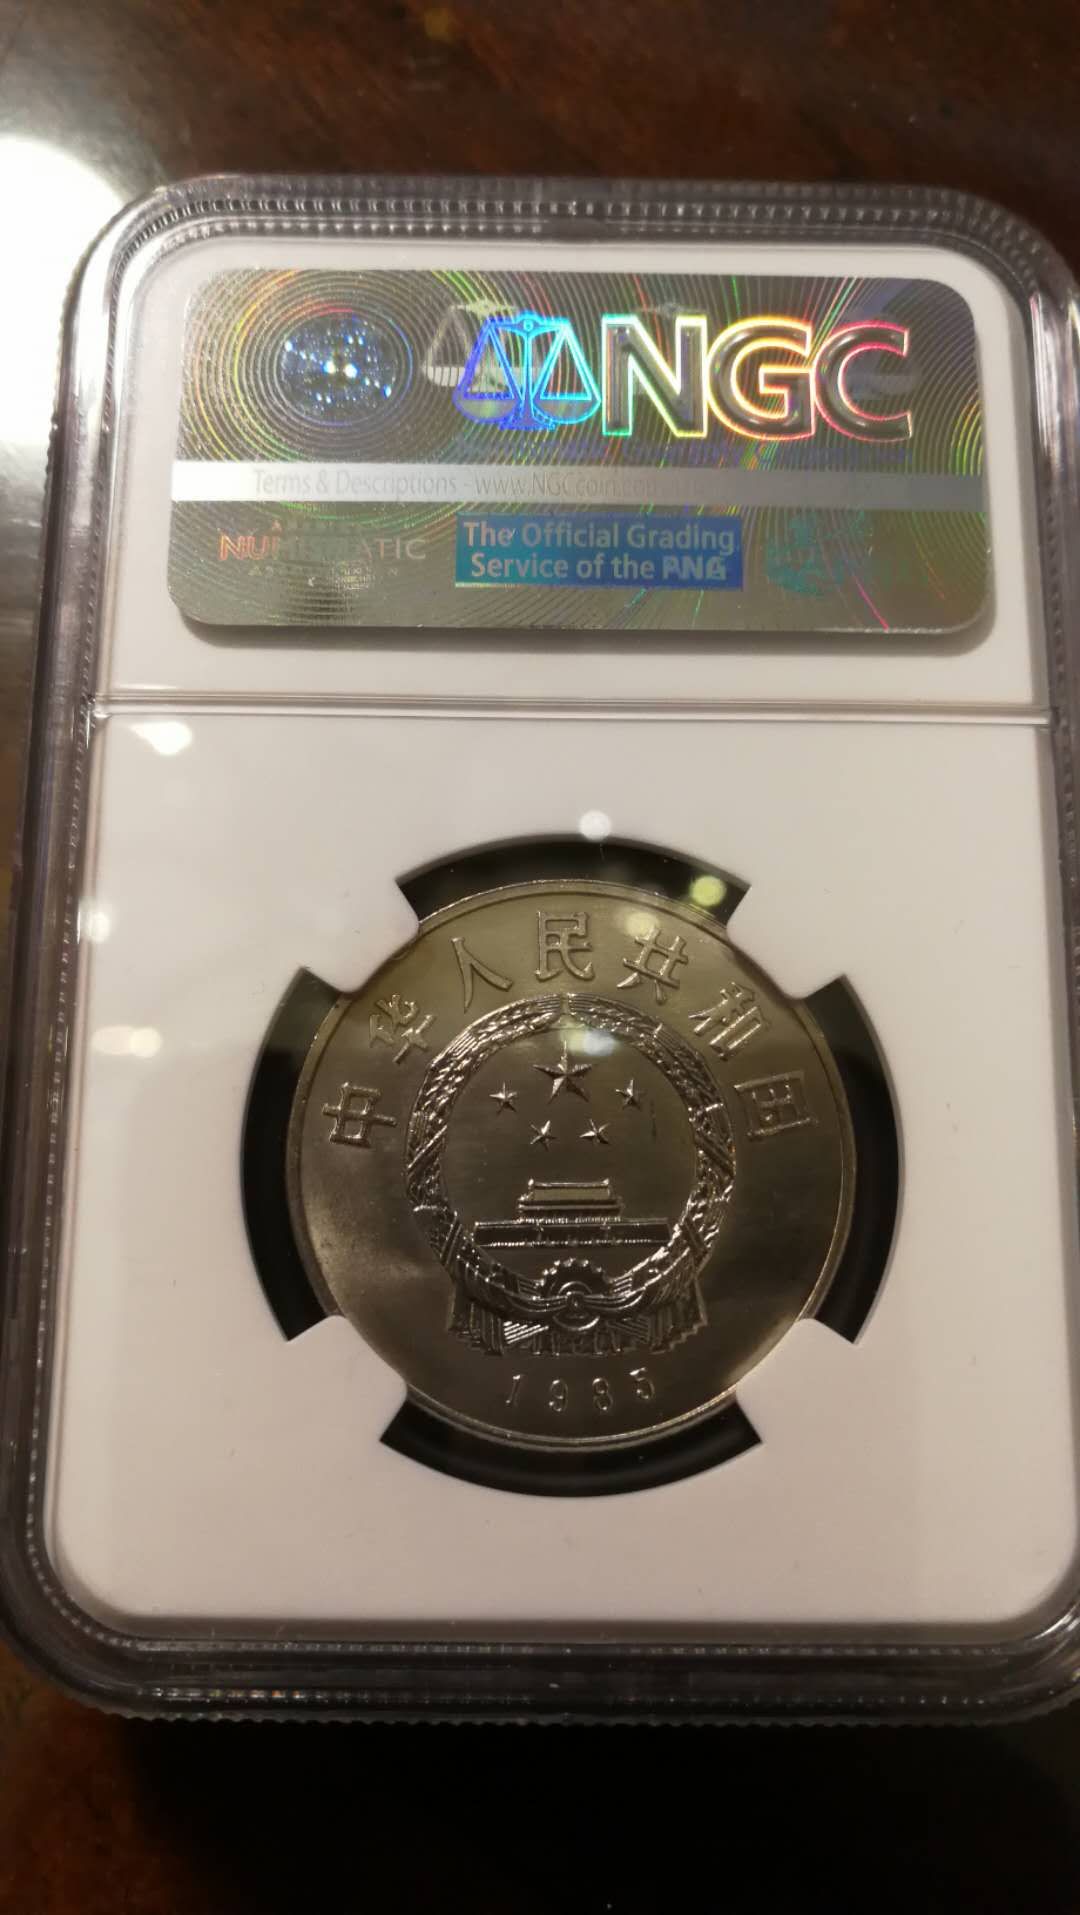 NGC
Terms & Descriptions - www.NGCcoin.com
NUMISMATIC
The Official Grading
Service of the PNG
中华人民共和国
1985